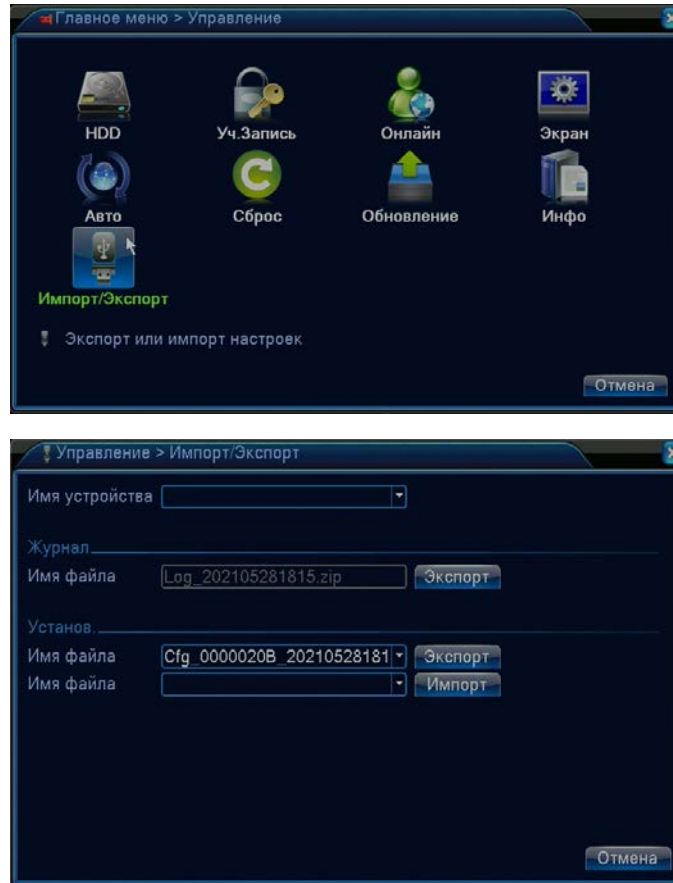 Главное меню > Управление
HDD Уч.Запись Онлайн Экран
Авто Сброс Обновление Инфо
Импорт/Экспорт
Экспорт или импорт настроек
Отмена
Управление > Импорт/Экспорт
Имя устройства
Журнал
Имя файла Log_202105281815.zip Экспорт
Установ.
Имя файла Cfg_0000020B_20210528181 Экспорт
Имя файла Импорт
Отмена